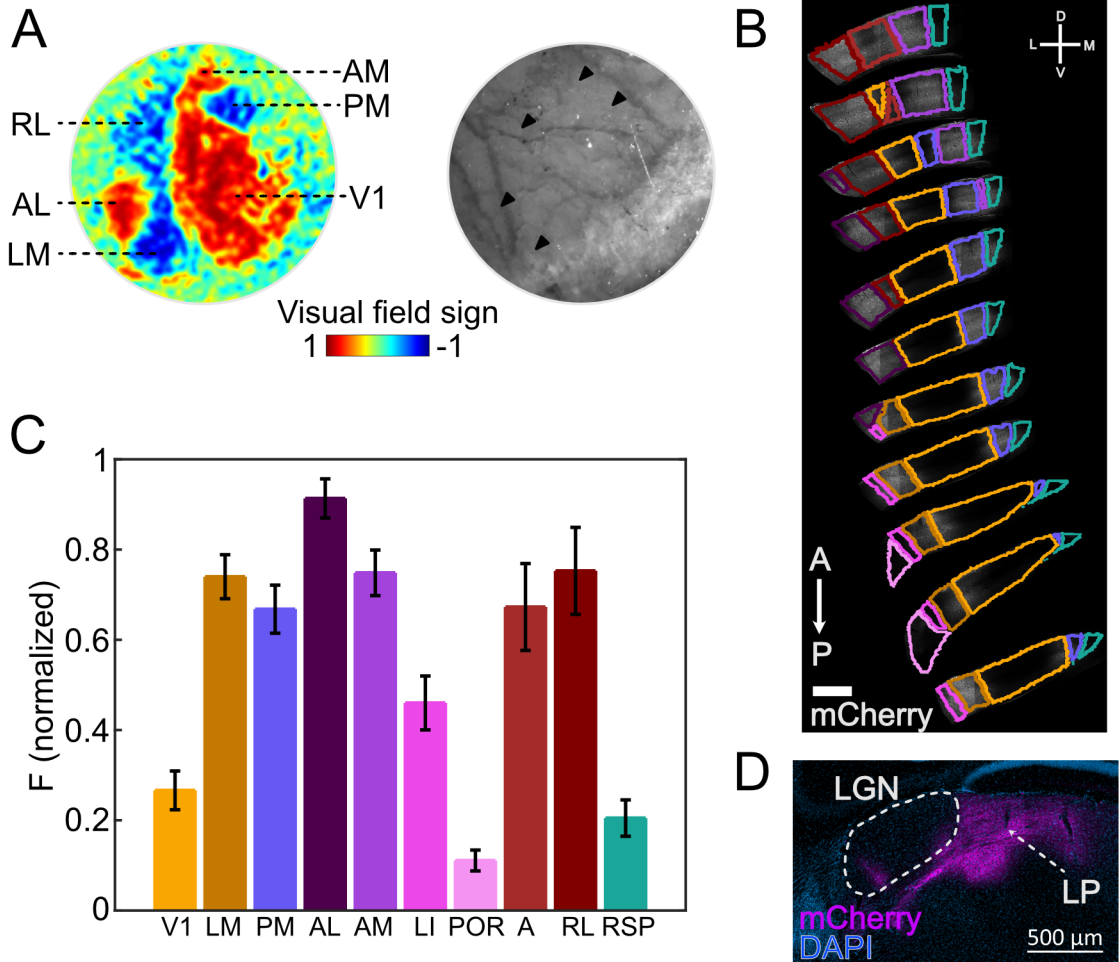 A
AM
PM
RL
V1
AL
LM
Visual field sign
1 -1
B
D
L M
V
A
P
mCherry
C
F (normalized)
1
0.8
0.6
0.4
0.2
0
V1 LM PM AL AM LI POR A RL RSP
D
LGN
LP
mCherry
DAPI
500 µm